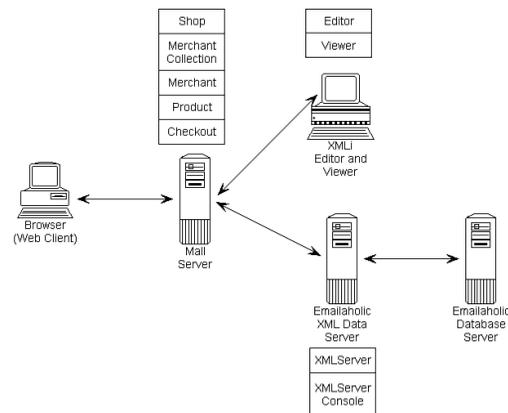 Shop
Merchant
Collection
Merchant
Product
Checkout
Editor
Viewer
XMLi
Editor and
Viewer
Browser
(Web Client)
Mall
Server
Emailaholic
XML Data
Server
Emailaholic
Database
Server
XMLServer
XMLServer
Console